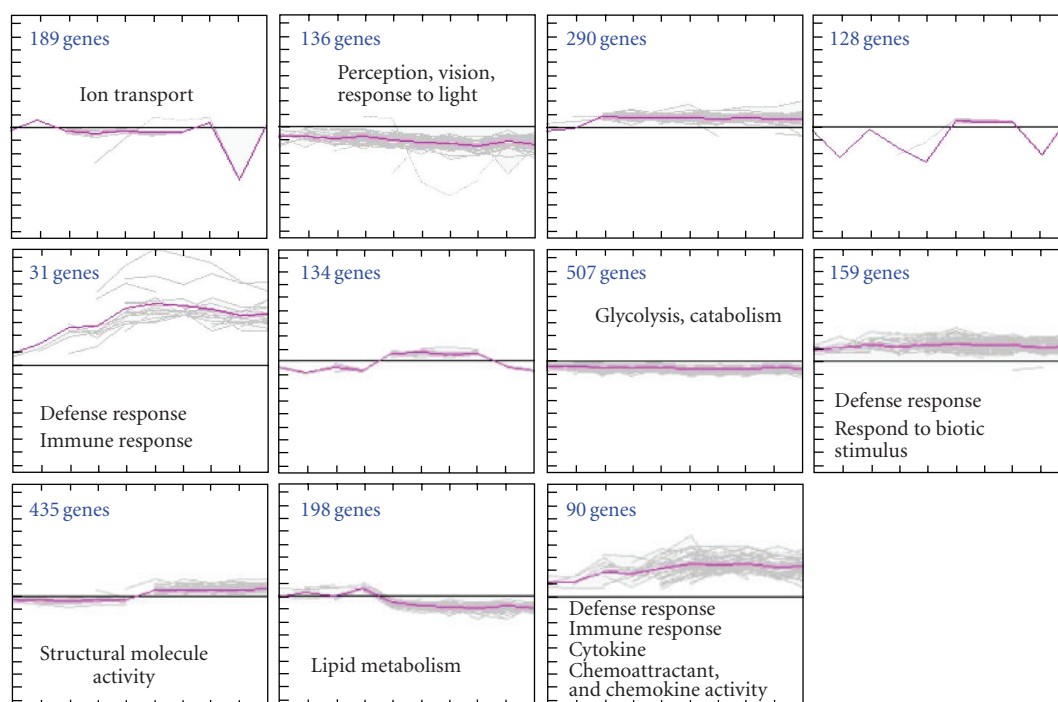 189 genes
Ion transport
136 genes
Perception, vision,
response to light
290 genes
128 genes
31 genes
Defense response
Immune response
134 genes
507 genes
Glycolysis, catabolism
159 genes
Defense response
Respond to biotic
stimulus
435 genes
Structural molecule
activity
198 genes
Lipid metabolism
90 genes
Defense response
Immune response
Cytokine
Chemoattractant,
and chemokine activity